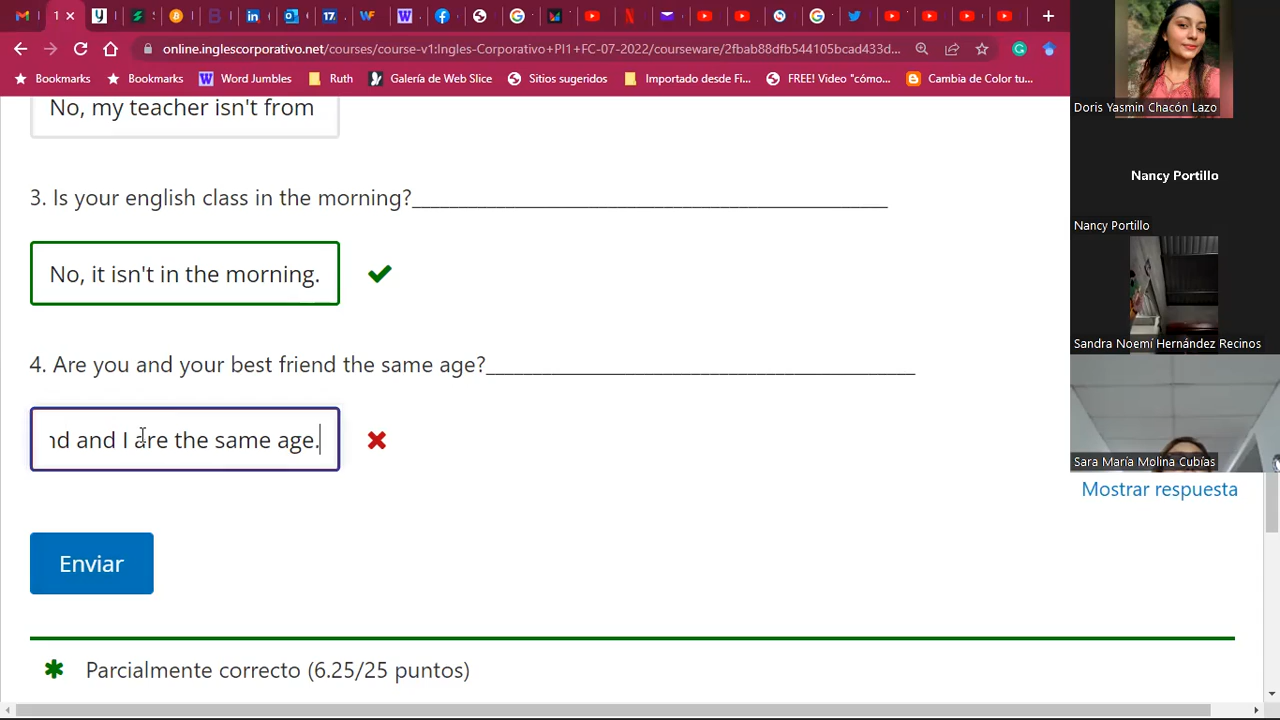 1
17
online.inglescorporativo.net/courses/course-v1:Ingles-Corporativo+PI1+FC-07-2022/courseware/2fbab88dfb544105bcad433d...
Bookmarks
Bookmarks
Word Jumbles
Ruth
Galería de Web Slice
Sitios sugeridos
Importado desde Fi...
FREE! Video "cómo...
Cambia de Color tu...
No, my teacher isn't from
3. Is your english class in the morning?
No, it isn't in the morning.
4. Are you and your best friend the same age?
nd and I are the same age.
Mostrar respuesta
Enviar
Parcialmente correcto (6.25/25 puntos)
Doris Yasmin Chacón Lazo
Nancy Portillo
Nancy Portillo
Sandra Noemí Hernández Recinos
Sara María Molina Cubías